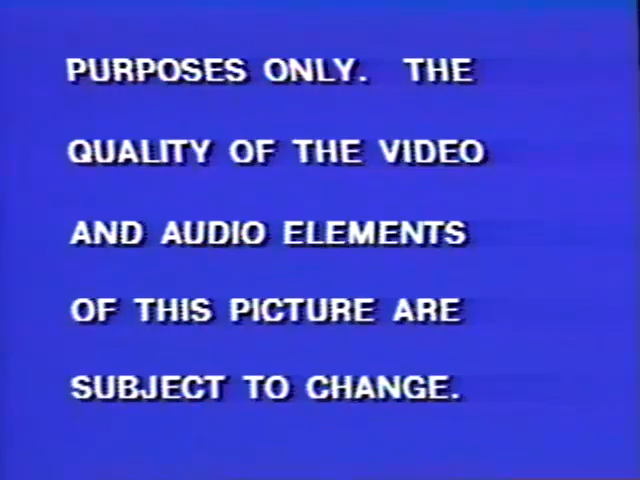 PURPOSES ONLY. THE
QUALITY OF THE VIDEO
AND AUDIO ELEMENTS
OF THIS PICTURE ARE
SUBJECT TO CHANGE.